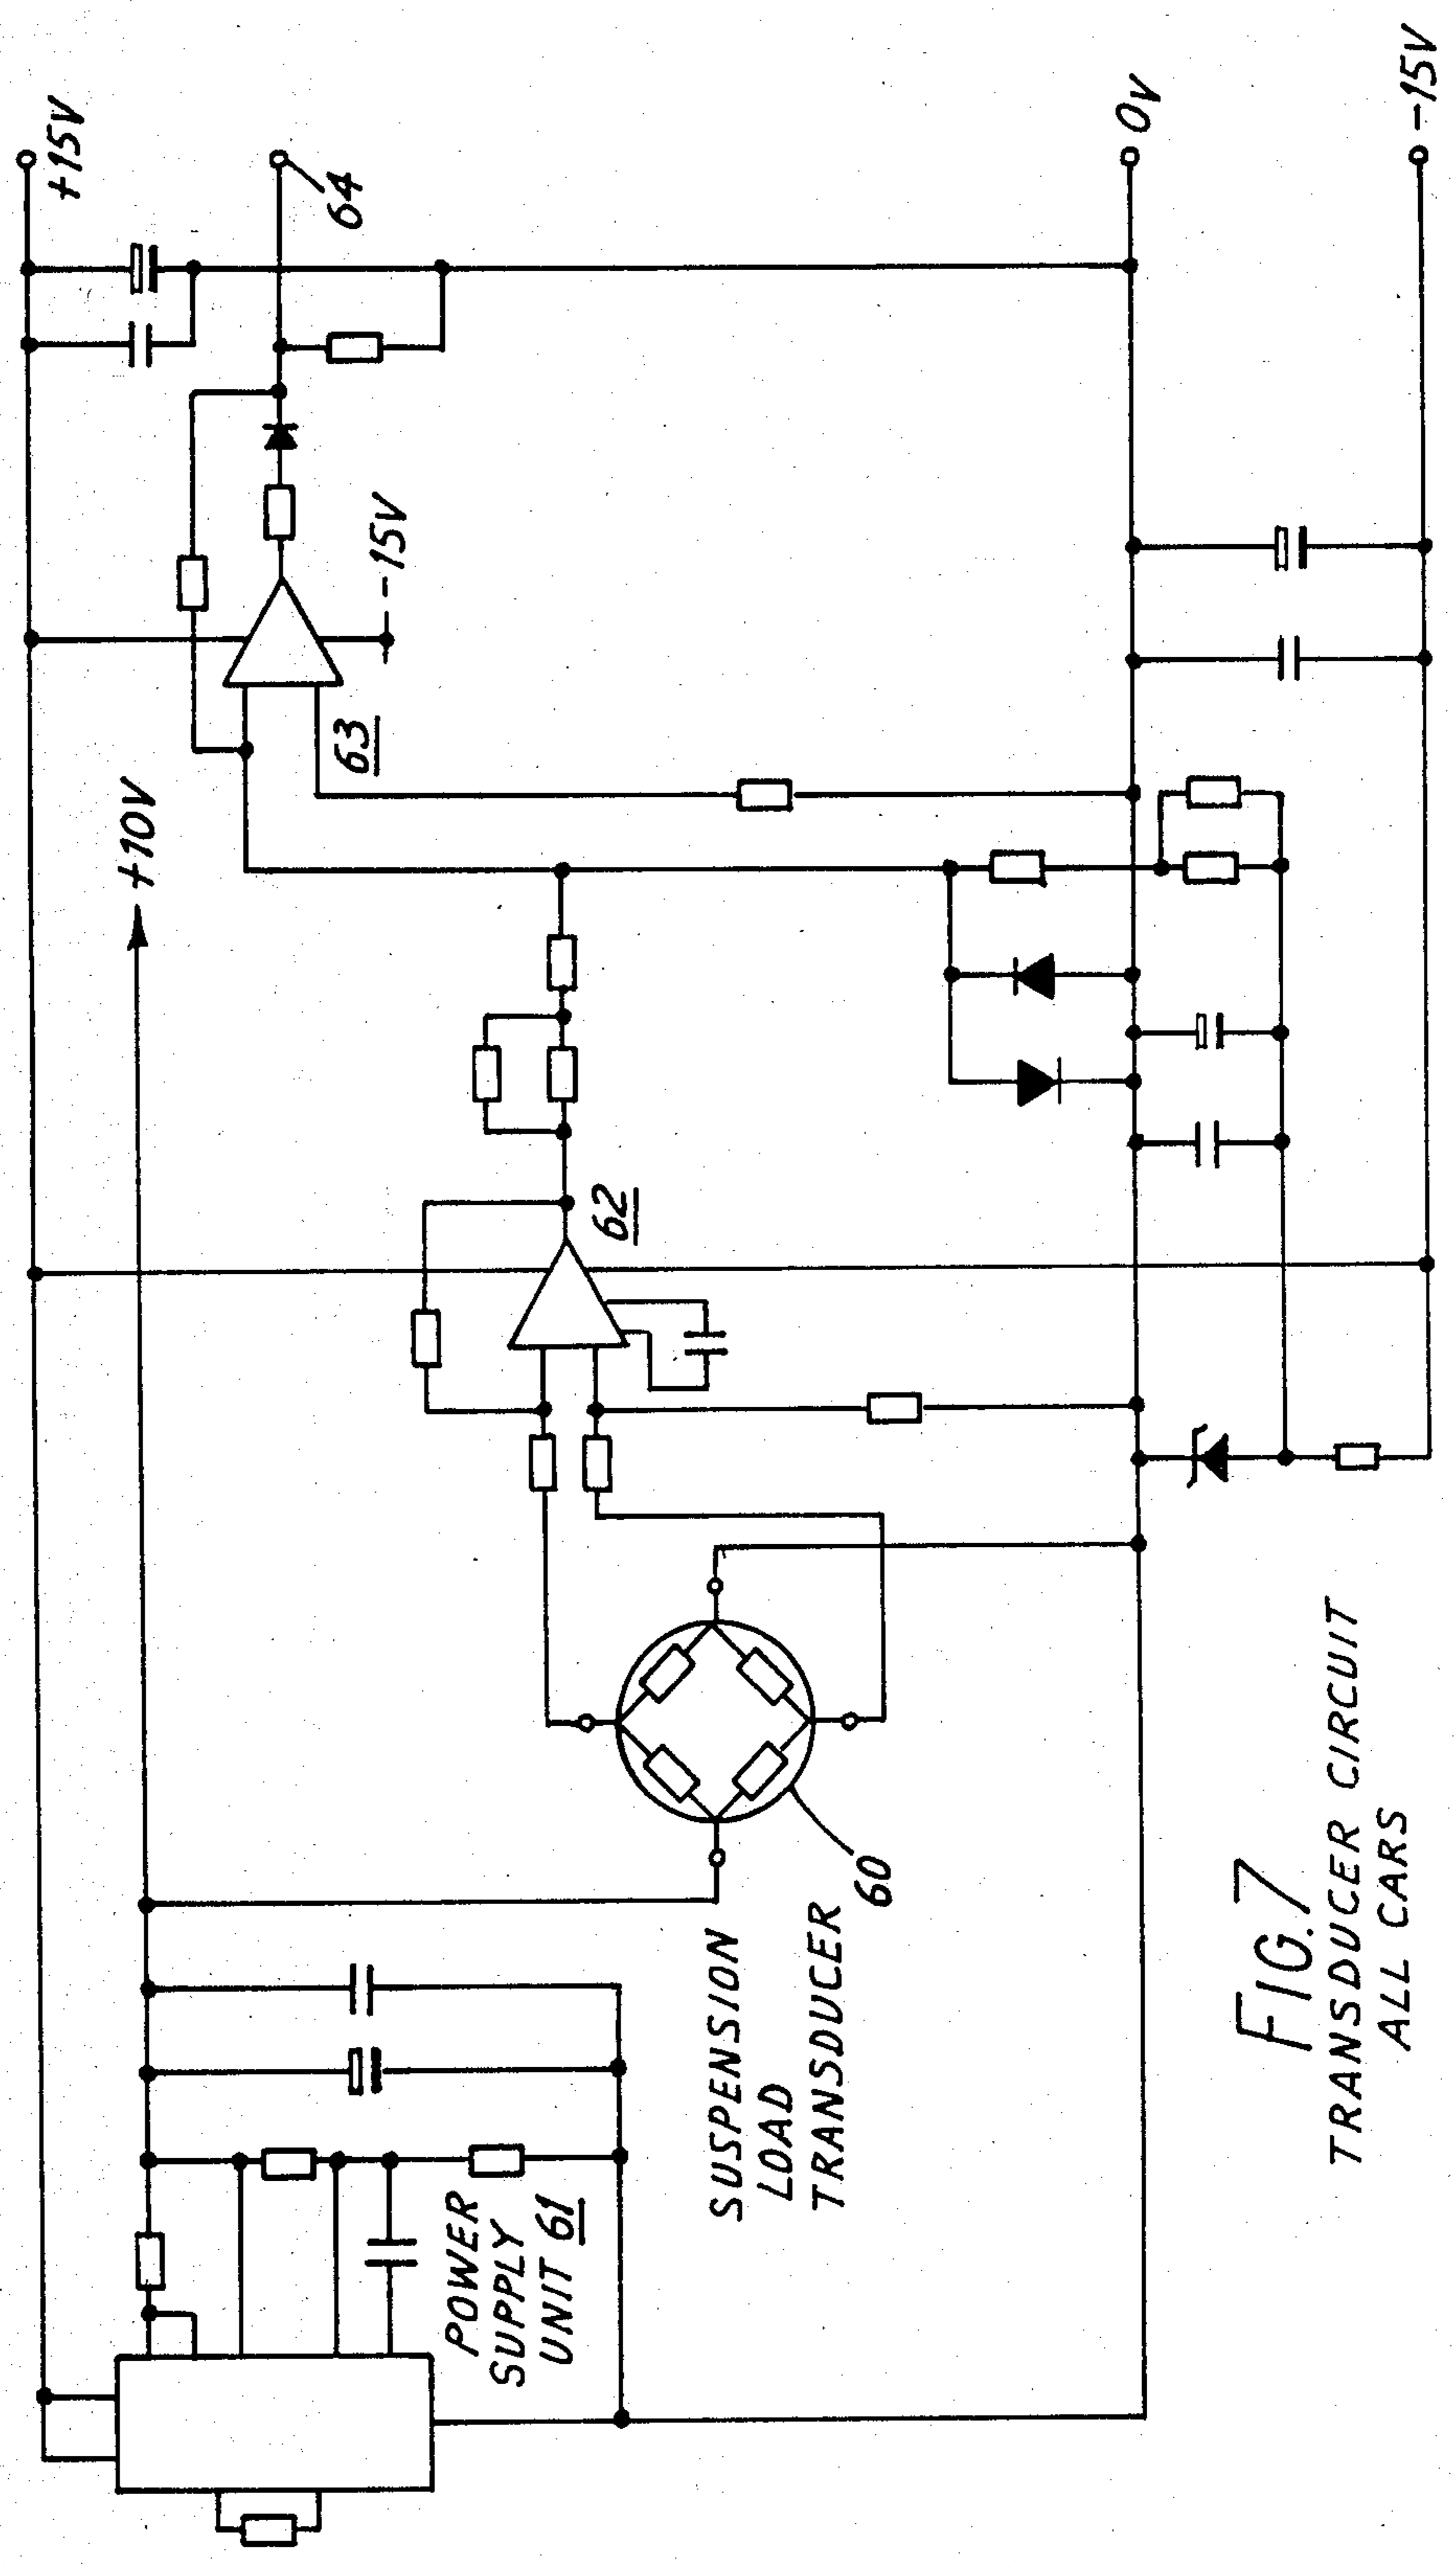 +15V
64
+10V
-15V
63
62
0V
-15V
POWER
SUPPLY
UNIT 61
SUSPENSION
LOAD
TRANSDUCER
60
FIG.7
TRANSDUCER CIRCUIT
ALL CARS